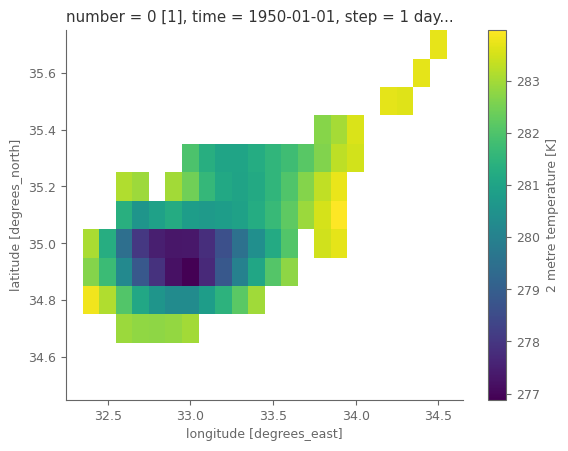 number = 0 [1], time = 1950-01-01, step = 1 day...
35.6
35.4
35.2
35.0
34.8
34.6
latitude [degrees_north]
32.5 33.0 33.5 34.0 34.5
longitude [degrees_east]
283
282
281
280
279
278
277
2 metre temperature [K]